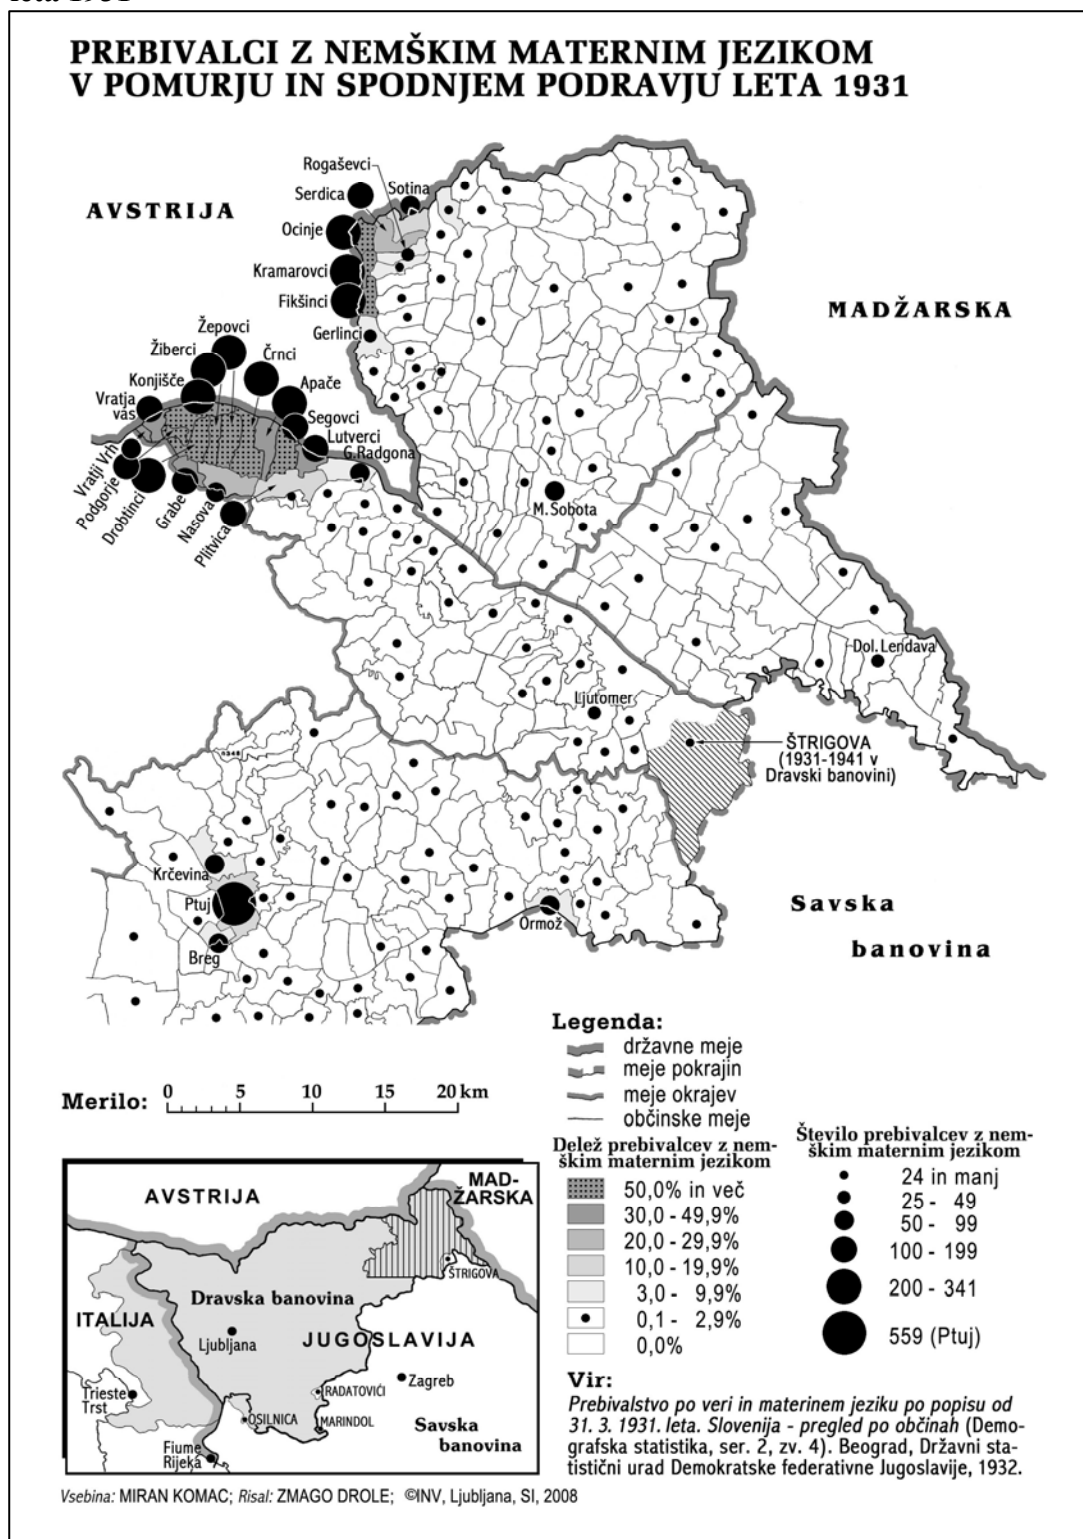 leta 1931
PREBIVALCI Z NEMŠKIM MATERNIM JEZIKOM
V POMURJU IN SPODNJEM PODRAVJU LETA 1931
AVSTRIJA
MADŽARSKA
Rogaševci
Serdica
Sotina
Ocinje
Kramarovci
Fikšinci
Gerlinci
Žepovci
Žiberci
Črnci
Konjišče
Apače
Vratja
vas
Segovci
Lutverci
G.Radgona
Vratji Vrh
Podgorje
Drobtinci
Grabe
Nasova
Plitvica
M.Sobota
Dol.Lendava
Ljutomer
ŠTRIGOVA
(1931-1941 v
Dravski banovini)
Krčevina
Ptuj
Breg
Ormož
Savska
banovina
Merilo:
0 5 10 15 20 km
Legenda:
državne meje
meje pokrajin
meje okrajev
občinske meje
Delež prebivalcev z nem-
škim maternim jezikom
50,0% in več
30,0 - 49,9%
20,0 - 29,9%
10,0 - 19,9%
3,0 - 9,9%
0,1 - 2,9%
0,0%
Število prebivalcev z nem-
škim maternim jezikom
24 in manj
25 - 49
50 - 99
100 - 199
200 - 341
559 (Ptuj)
AVSTRIJA
MAD-
ŽARSKA
ŠTRIGOVA
Dravska banovina
ITALIJA
Ljubljana
JUGOSLAVIJA
Trieste
Trst
Zagreb
RADATOVIĆI
OSILNICA
MARINDOL
Savska
banovina
Fiume
Rijeka
Vir:
Prebivalstvo po veri in materinem jeziku po popisu od
31. 3. 1931. leta. Slovenija - pregled po občinah (Demo-
grafska statistika, ser. 2, zv. 4). Beograd, Državni sta-
tistični urad Demokratske federativne Jugoslavije, 1932.
Vsebina: MIRAN KOMAC; Risal: ZMAGO DROLE; ©INV, Ljubljana, SI, 2008